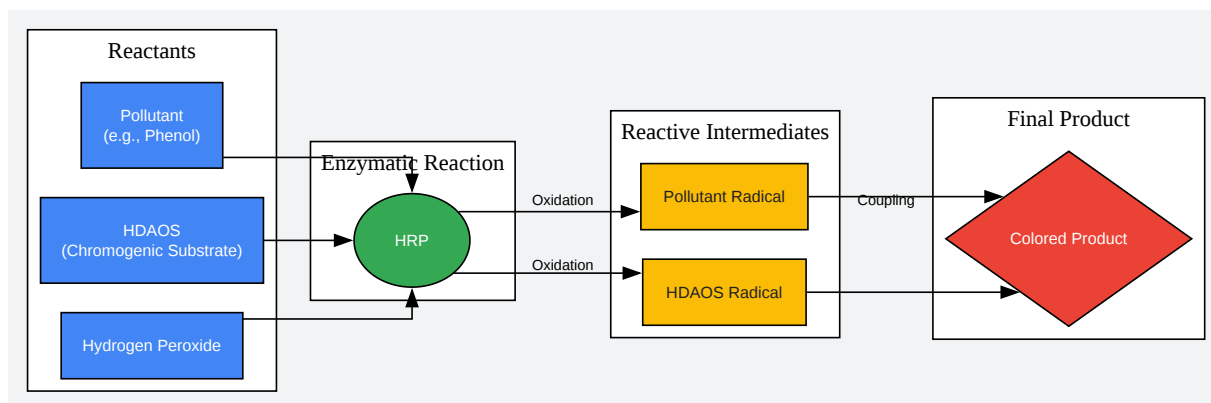 Reactants
Pollutant
(e.g., Phenol)
HDAOS
(Chromogenic Substrate)
Hydrogen Peroxide
Enzymatic Reaction
HRP
Oxidation
Oxidation
Reactive Intermediates
Pollutant Radical
HDAOS Radical
Coupling
Final Product
Colored Product